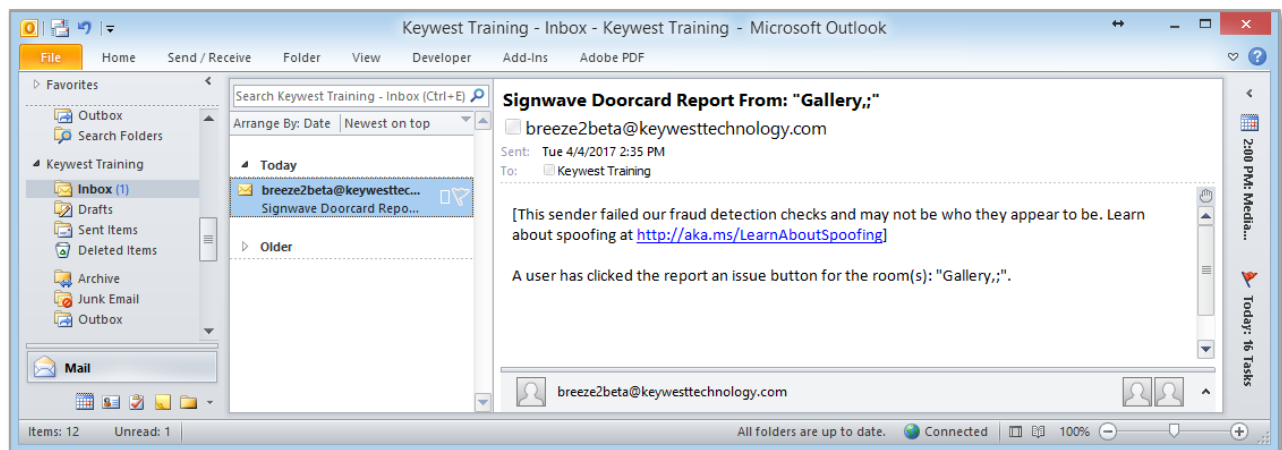 Keywest Training - Inbox - Keywest Training - Microsoft Outlook
File Home Send / Receive Folder View Developer Add-Ins Adobe PDF
Favorites
Outbox
Search Folders
Keywest Training
Inbox (1)
Drafts
Sent Items
Deleted Items
Archive
Junk Email
Outbox
Mail
Search Keywest Training - Inbox (Ctrl+E)
Arrange By: Date Newest on top
Today
breeze2beta@keywesttec...
Signwave Doorcard Repo...
Older
Signwave Doorcard Report From: "Gallery,;"
breeze2beta@keywesttechnology.com
Sent: Tue 4/4/2017 2:35 PM
To: Keywest Training
[This sender failed our fraud detection checks and may not be who they appear to be. Learn
about spoofing at http://aka.ms/LearnAboutSpoofing]
A user has clicked the report an issue button for the room(s): "Gallery,;".
breeze2beta@keywesttechnology.com
2:00 PM: Media...
Today: 16 Tasks
Items: 12 Unread: 1 All folders are up to date. Connected 100%